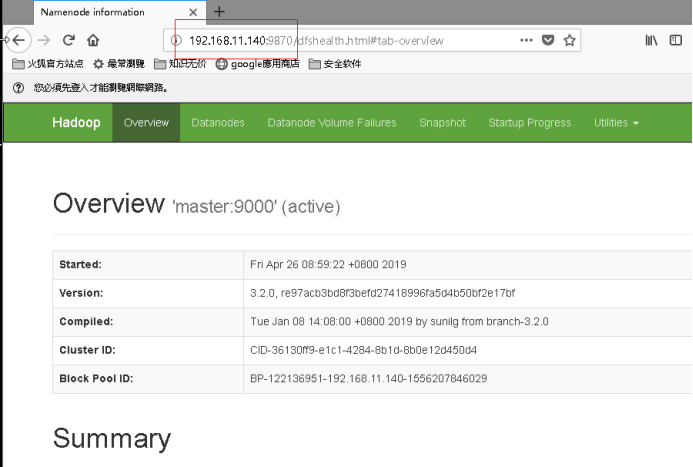 Namenode information
192.168.11.140:9870/dfshealth.html#tab-overview
火狐官方站点 最常瀏覽 知识无价 google應用商店 安全软件
您必須先登入才能瀏覽網際網路。
Hadoop Overview Datanodes Datanode Volume Failures Snapshot Startup Progress Utilities
Overview 'master:9000' (active)
Started: Fri Apr 26 08:59:22 +0800 2019
Version: 3.2.0, re97acb3bd8f3befd27418996fa5d4b50bf2e17bf
Compiled: Tue Jan 08 14:08:00 +0800 2019 by sunilg from branch-3.2.0
Cluster ID: CID-36130ff9-e1c1-4284-8b1d-8b0e12d450d4
Block Pool ID: BP-122136951-192.168.11.140-1556207846029
Summary